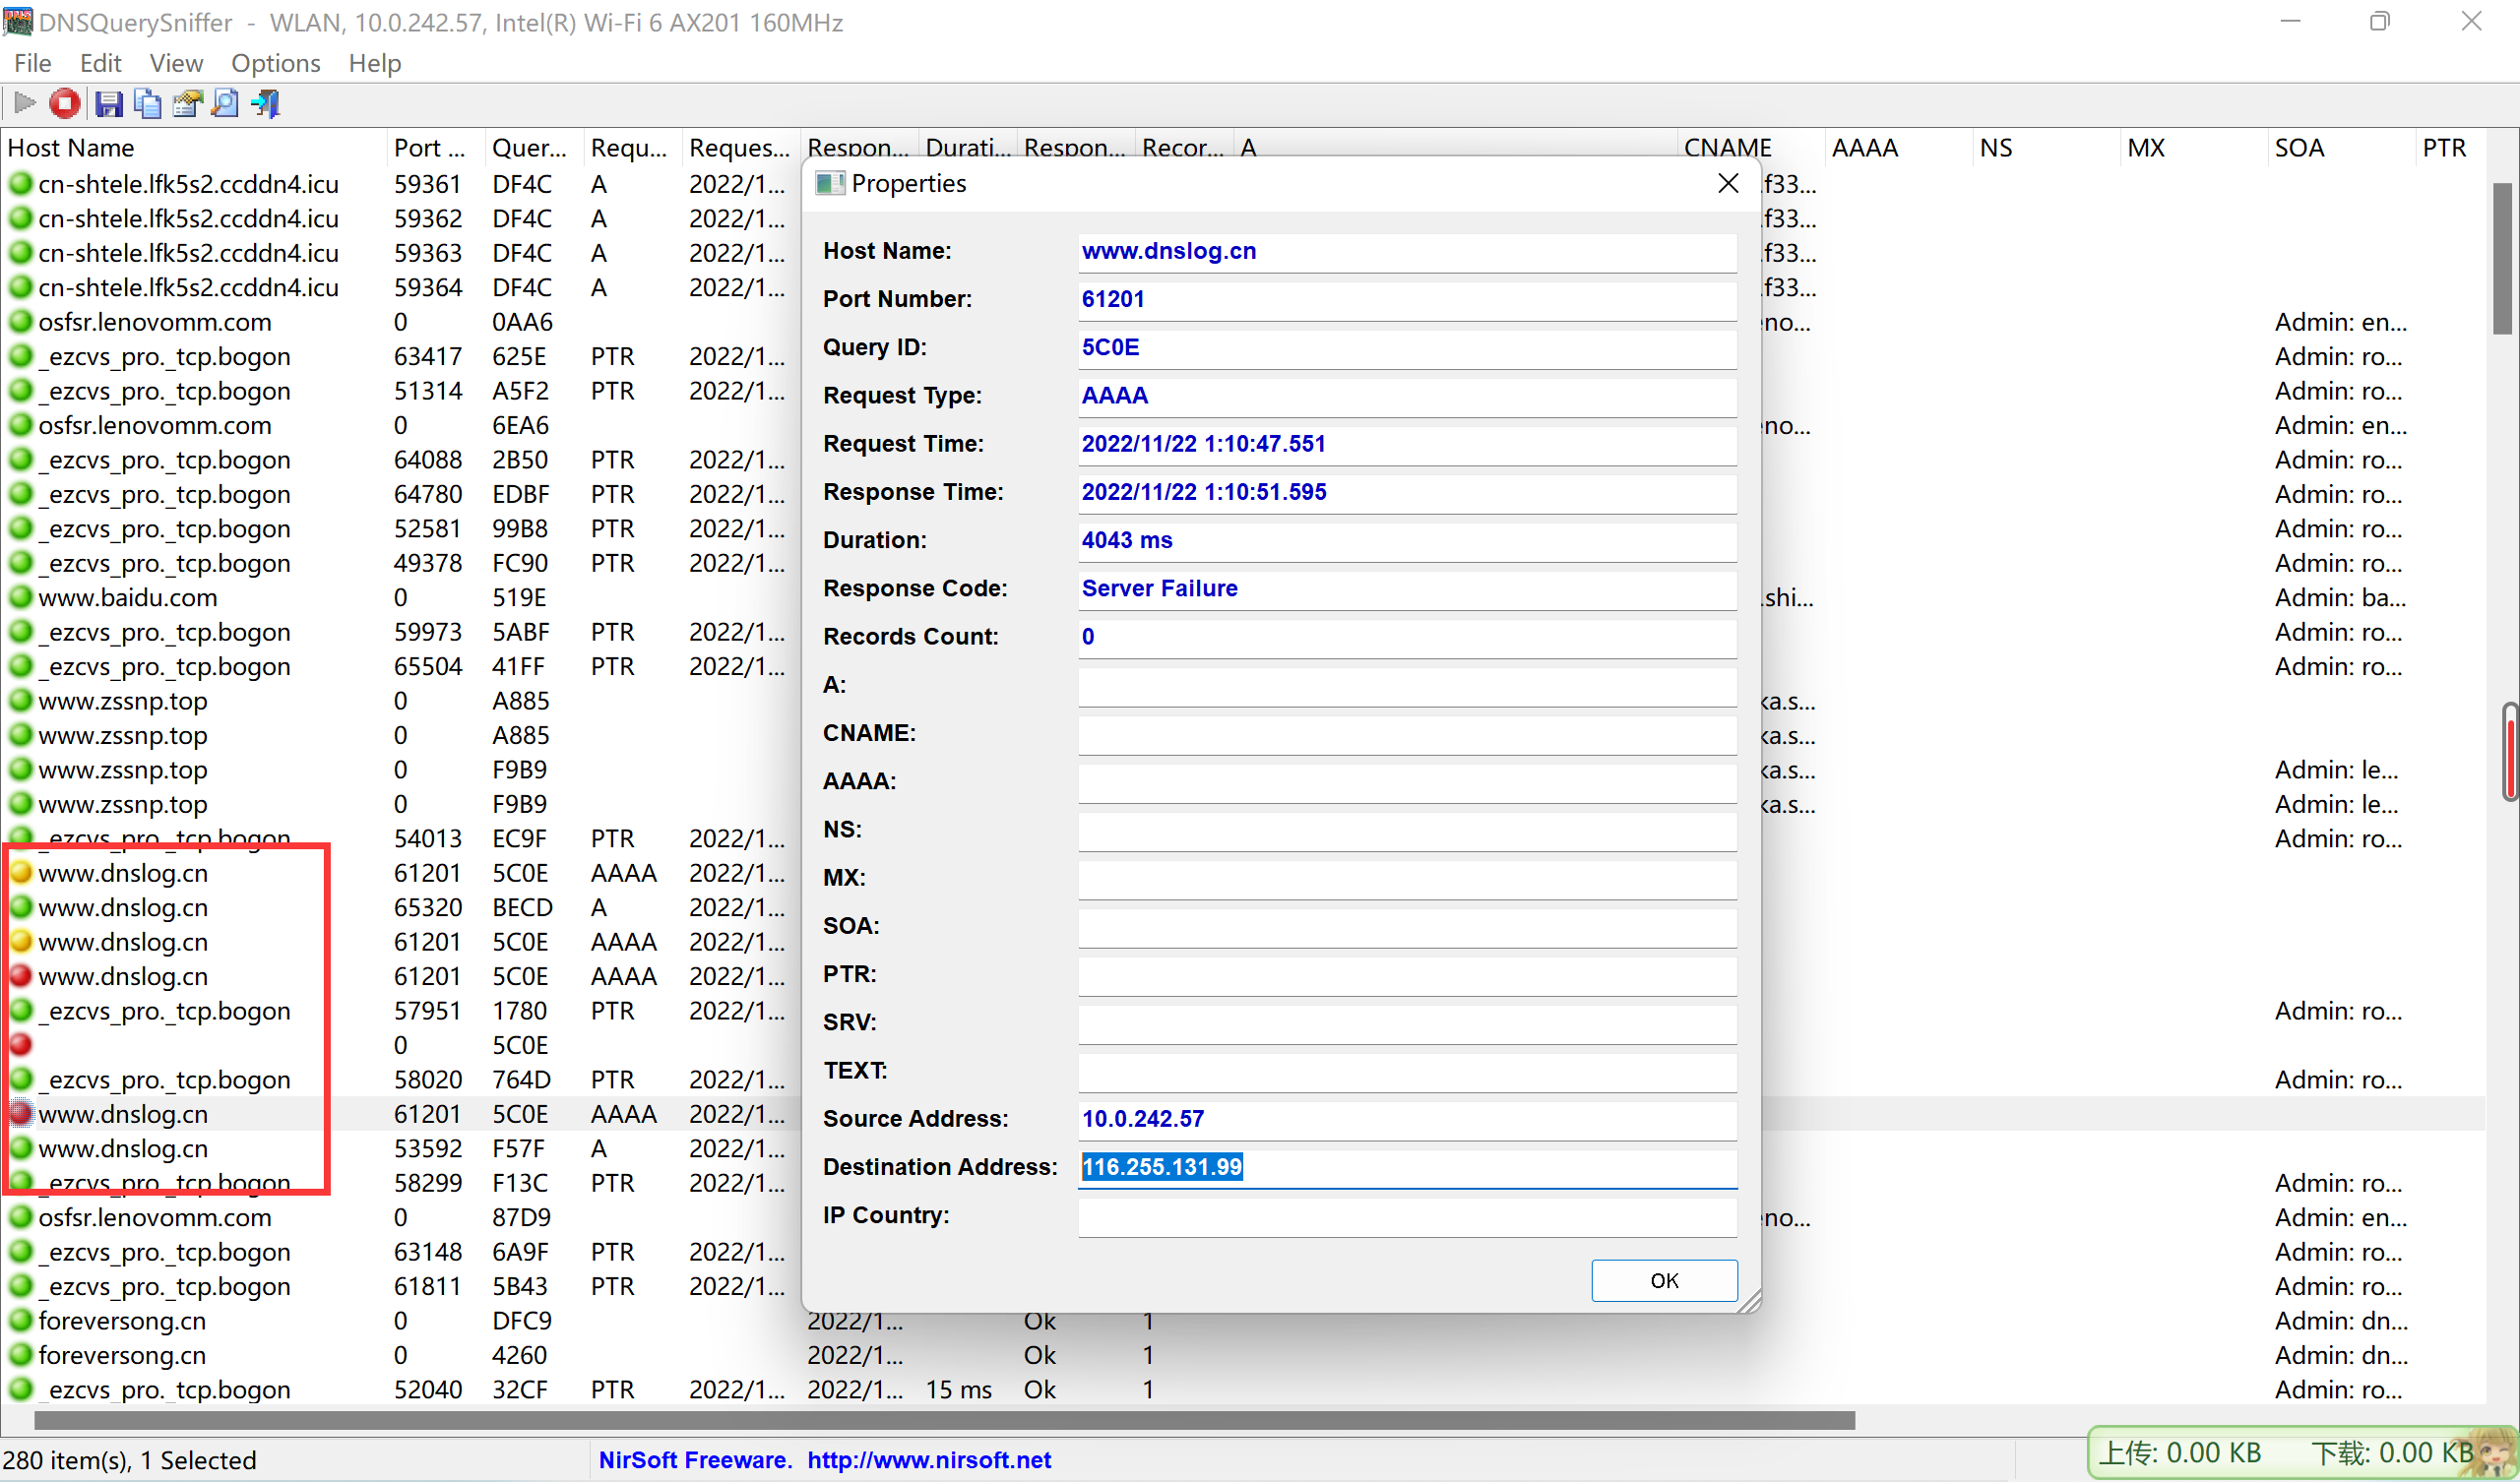 DNSQuerySniffer - WLAN, 10.0.242.57, Intel(R) Wi-Fi 6 AX201 160MHz
File Edit View Options Help
Host Name Port ... Quer... Requ... Reques... Respon... Durati... Respon... Recor... A CNAME AAAA NS MX SOA PTR
cn-shtele.lfk5s2.ccddn4.icu 59361 DF4C A 2022/1... .f33...
cn-shtele.lfk5s2.ccddn4.icu 59362 DF4C A 2022/1... .f33...
cn-shtele.lfk5s2.ccddn4.icu 59363 DF4C A 2022/1... .f33...
cn-shtele.lfk5s2.ccddn4.icu 59364 DF4C A 2022/1... .f33...
osfsr.lenovomm.com 0 0AA6 eno... Admin: en...
_ezcvs_pro._tcp.bogon 63417 625E PTR 2022/1... Admin: ro...
_ezcvs_pro._tcp.bogon 51314 A5F2 PTR 2022/1... Admin: ro...
osfsr.lenovomm.com 0 6EA6 eno... Admin: en...
_ezcvs_pro._tcp.bogon 64088 2B50 PTR 2022/1... Admin: ro...
_ezcvs_pro._tcp.bogon 64780 EDBF PTR 2022/1... Admin: ro...
_ezcvs_pro._tcp.bogon 52581 99B8 PTR 2022/1... Admin: ro...
_ezcvs_pro._tcp.bogon 49378 FC90 PTR 2022/1... Admin: ro...
www.baidu.com 0 519E .shi... Admin: ba...
_ezcvs_pro._tcp.bogon 59973 5ABF PTR 2022/1... Admin: ro...
_ezcvs_pro._tcp.bogon 65504 41FF PTR 2022/1... Admin: ro...
www.zssnp.top 0 A885 ka.s...
www.zssnp.top 0 A885 ka.s...
www.zssnp.top 0 F9B9 ka.s... Admin: le...
www.zssnp.top 0 F9B9 ka.s... Admin: le...
_ezcvs_pro._tcp.bogon 54013 EC9F PTR 2022/1... Admin: ro...
www.dnslog.cn 61201 5C0E AAAA 2022/1...
www.dnslog.cn 65320 BECD A 2022/1...
www.dnslog.cn 61201 5C0E AAAA 2022/1...
www.dnslog.cn 61201 5C0E AAAA 2022/1...
_ezcvs_pro._tcp.bogon 57951 1780 PTR 2022/1... Admin: ro...
0 5C0E
_ezcvs_pro._tcp.bogon 58020 764D PTR 2022/1... Admin: ro...
www.dnslog.cn 61201 5C0E AAAA 2022/1...
www.dnslog.cn 53592 F57F A 2022/1...
_ezcvs_pro._tcp.bogon 58299 F13C PTR 2022/1... Admin: ro...
osfsr.lenovomm.com 0 87D9 eno... Admin: en...
_ezcvs_pro._tcp.bogon 63148 6A9F PTR 2022/1... Admin: ro...
_ezcvs_pro._tcp.bogon 61811 5B43 PTR 2022/1... Admin: ro...
foreversong.cn 0 DFC9 2022/1... Ok 1 Admin: dn...
foreversong.cn 0 4260 2022/1... Ok 1 Admin: dn...
_ezcvs_pro._tcp.bogon 52040 32CF PTR 2022/1... 2022/1... 15 ms Ok 1 Admin: ro...
Properties
Host Name: www.dnslog.cn
Port Number: 61201
Query ID: 5C0E
Request Type: AAAA
Request Time: 2022/11/22 1:10:47.551
Response Time: 2022/11/22 1:10:51.595
Duration: 4043 ms
Response Code: Server Failure
Records Count: 0
A:
CNAME:
AAAA:
NS:
MX:
SOA:
PTR:
SRV:
TEXT:
Source Address: 10.0.242.57
Destination Address: 116.255.131.99
IP Country:
OK
280 item(s), 1 Selected NirSoft Freeware. http://www.nirsoft.net
上传: 0.00 KB 下载: 0.00 KB